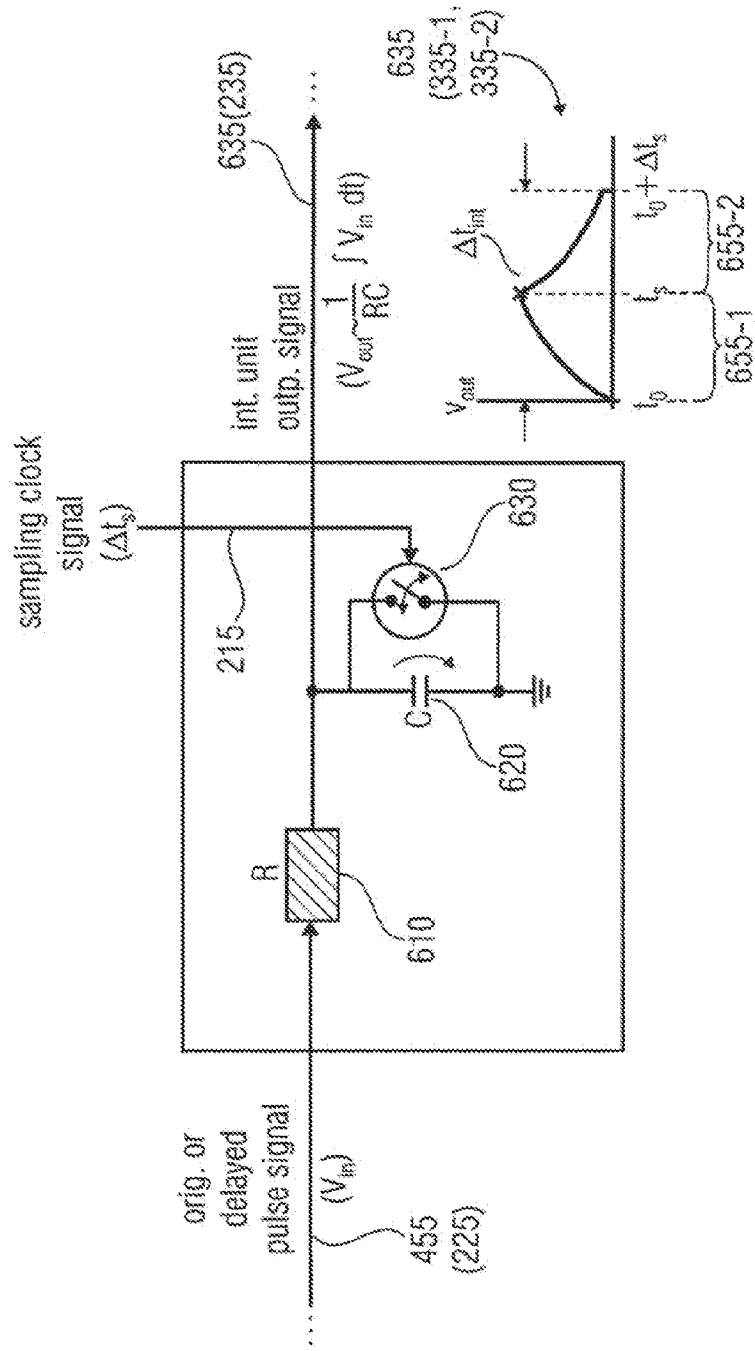 sampling clock
signal
(Δt_s)
orig. or
delayed
pulse signal
(V_in)
455
(225)
R
610
215
C
620
630
int. unit
outp. signal
(V_out ~ 1/RC ∫ V_in dt)
635(235)
635
(335-1,
335-2)
V_out
Δt_int
t_0
t_s
t_0 + Δt_s
655-1
655-2